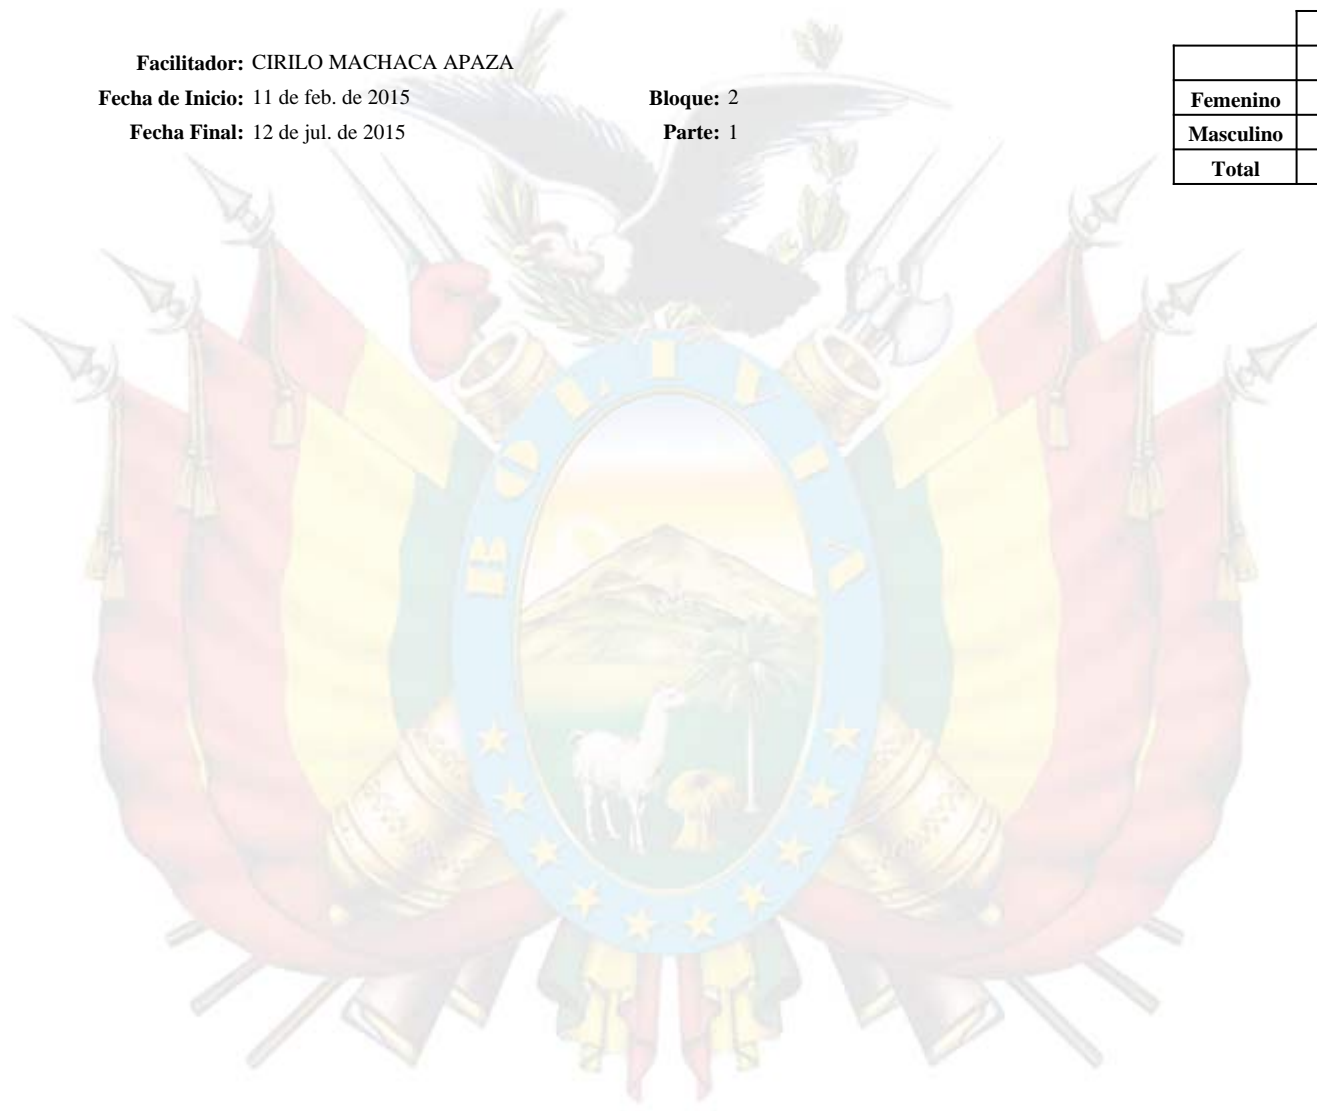 Facilitador: CIRILO MACHACA APAZA
Fecha de Inicio: 11 de feb. de 2015 Bloque: 2
Fecha Final: 12 de jul. de 2015 Parte: 1
Femenino
Masculino
Total
BOLIVIA